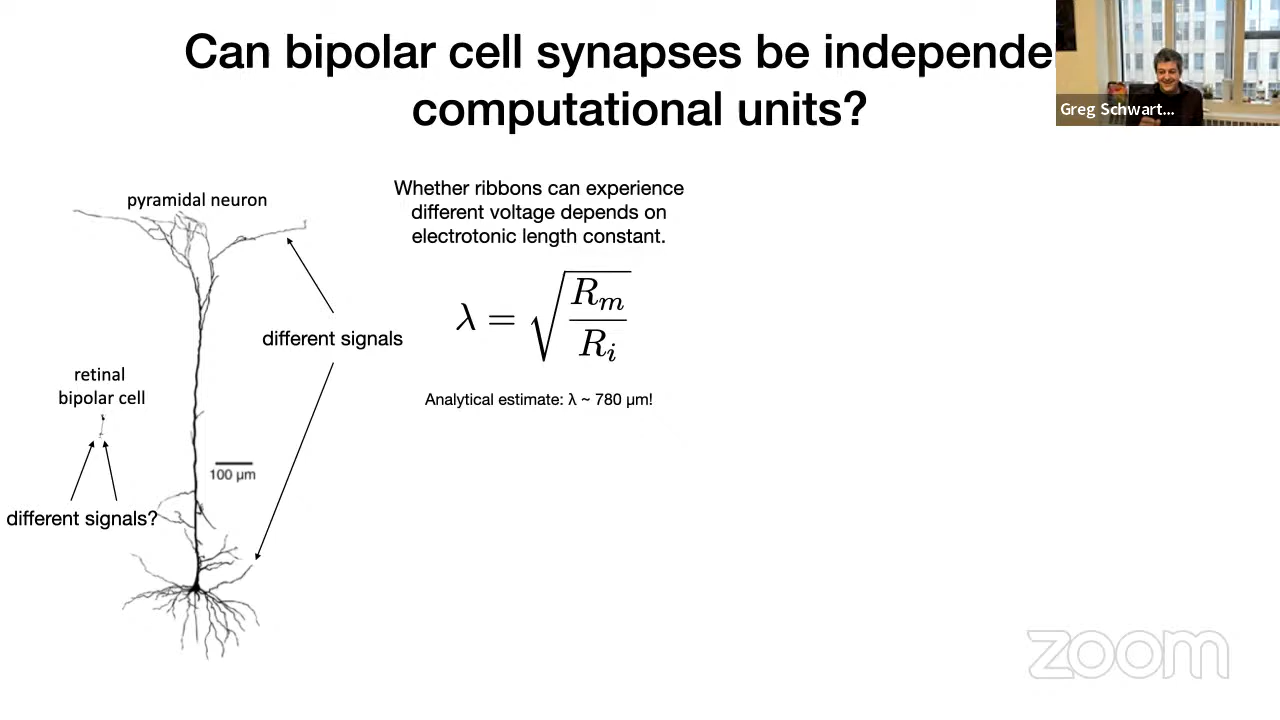 Can bipolar cell synapses be independe
computational units?
Greg Schwart...
pyramidal neuron
Whether ribbons can experience
different voltage depends on
electrotonic length constant.
λ = √(Rm/Ri)
different signals
Analytical estimate: λ ~ 780 µm!
retinal
bipolar cell
100 µm
different signals?
zoom